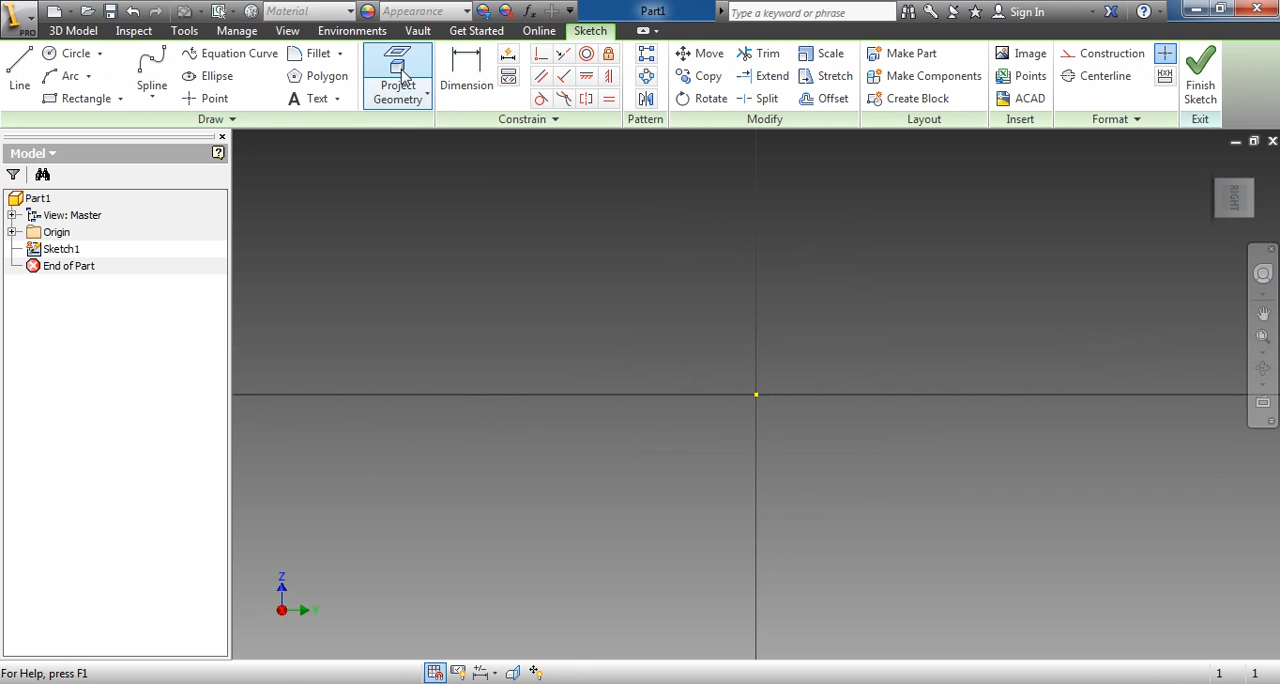 Material
Appearance
Part1
Type a keyword or phrase
Sign In
PRO
3D Model
Inspect
Tools
Manage
View
Environments
Vault
Get Started
Online
Sketch
Line
Circle
Arc
Rectangle
Spline
Equation Curve
Ellipse
Point
Fillet
Polygon
Text
Project
Geometry
Dimension
Move
Copy
Rotate
Trim
Extend
Split
Scale
Stretch
Offset
Make Part
Make Components
Create Block
Image
Points
ACAD
Construction
Centerline
Finish
Sketch
Draw
Constrain
Pattern
Modify
Layout
Insert
Format
Exit
Model
Part1
View: Master
Origin
Sketch1
End of Part
RIGHT
Z
Y
For Help, press F1
1
1